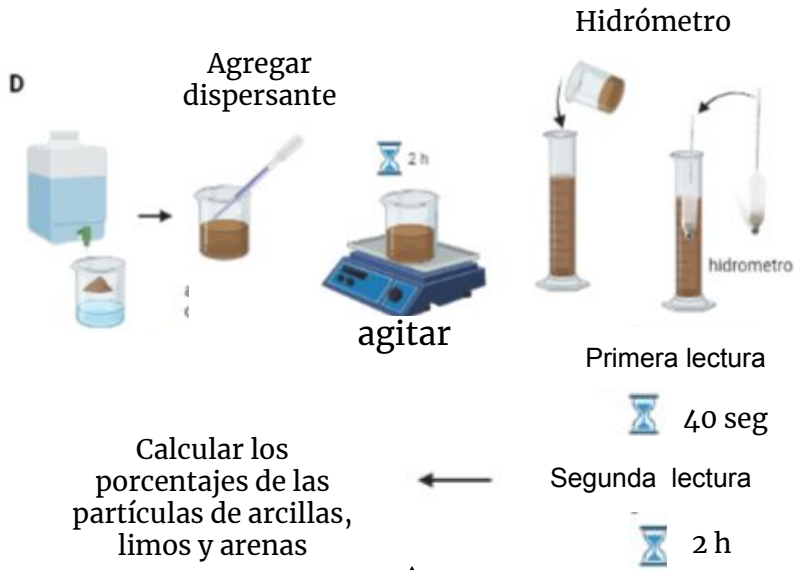 Hidrómetro
D
Agregar
dispersante
2 h
hidrometro
agitar
Primera lectura
40 seg
Segunda lectura
2 h
Calcular los
porcentajes de las
partículas de arcillas,
limos y arenas